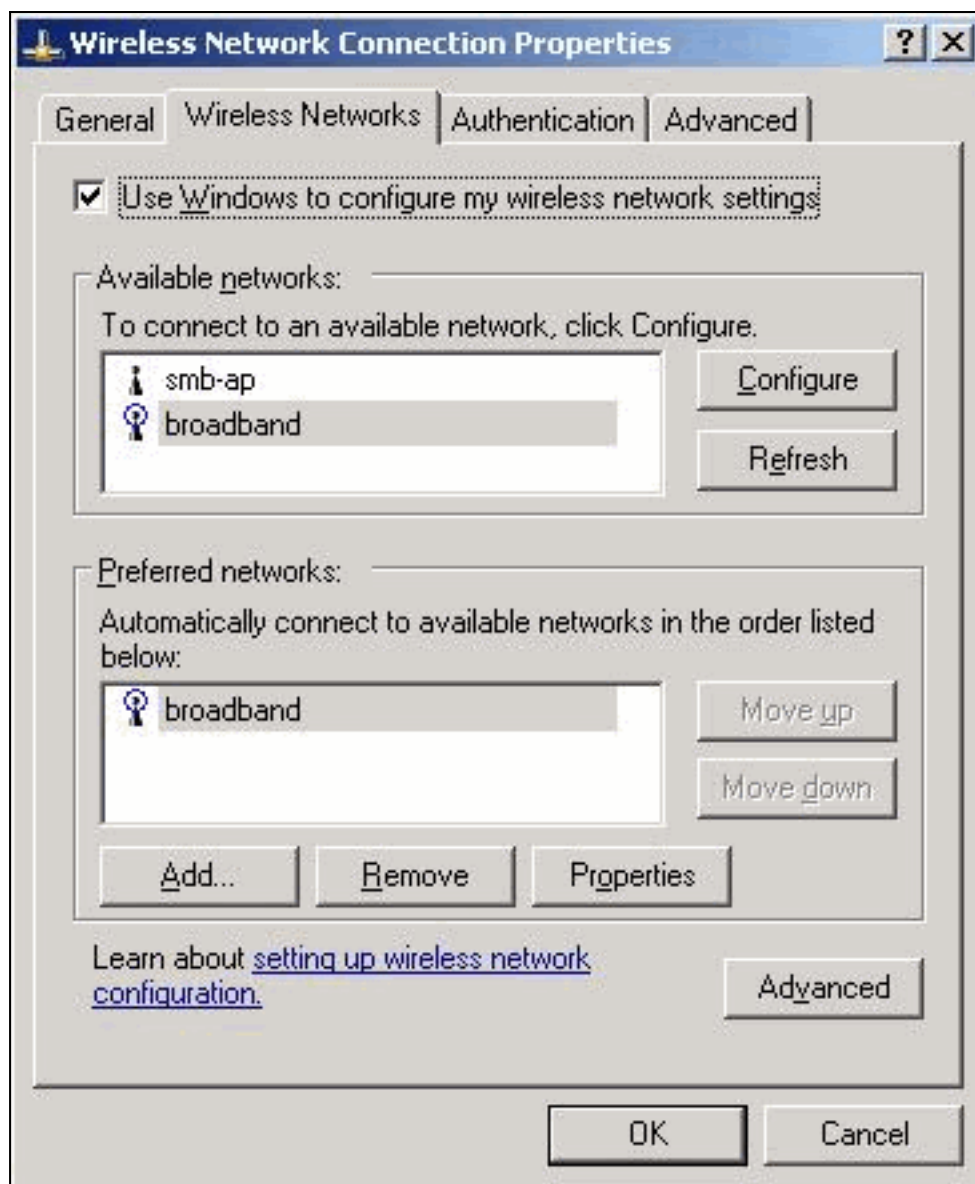 Wireless Network Connection Properties
General Wireless Networks Authentication Advanced
Use Windows to configure my wireless network settings
Available networks:
To connect to an available network, click Configure.
smb-ap
broadband
Configure
Refresh
Preferred networks:
Automatically connect to available networks in the order listed
below:
broadband
Move up
Move down
Add... Remove Properties
Learn about setting up wireless network
configuration.
Advanced
OK Cancel